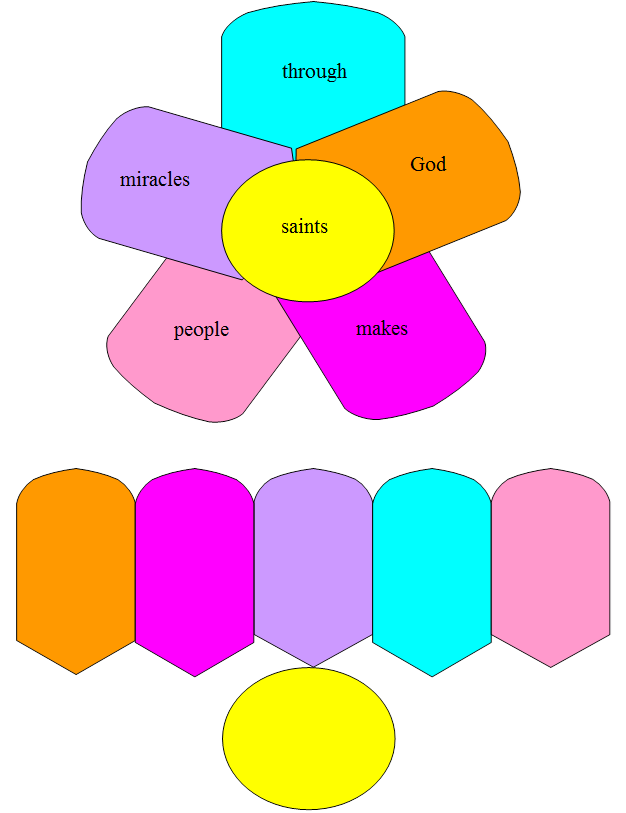 through
God
miracles
saints
people
makes